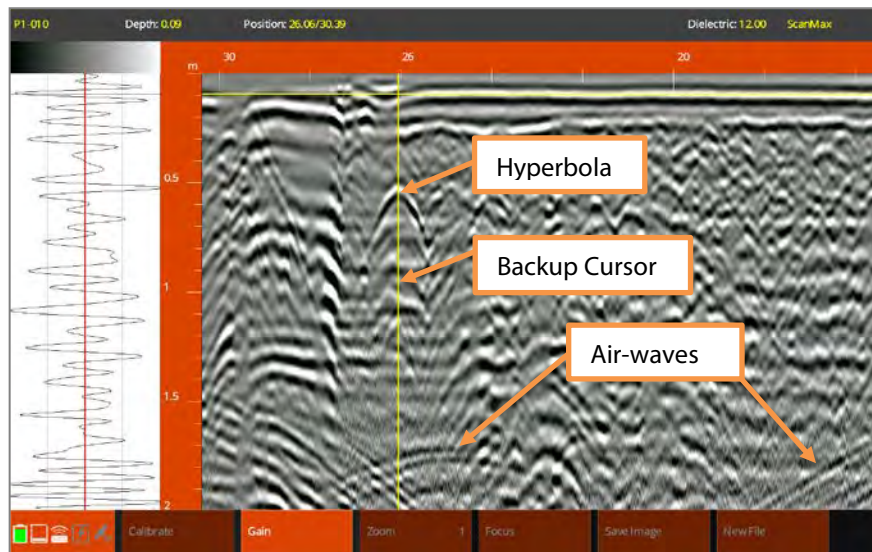 P1-010 Depth: 0.09 Position: 26.06/30.39 Dielectric: 12.00 ScanMax
30 26 20
m
Hyperbola
0.5
Backup Cursor
1
Air-waves
1.5
2
Calibrate Gain Zoom 1 Focus Save Image New File